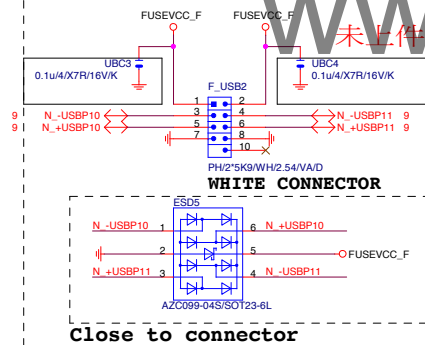 WW
FUSEVCC_F FUSEVCC_F
未上件
UBC3
0.1u/4/X7R/16V/K
UBC4
0.1u/4/X7R/16V/K
F_USB2
1 2
9 N_-USBP10 3 4 N_-USBP11 9
9 N_+USBP10 5 6 N_+USBP11 9
7 8
10
PH/2*5K9/WH/2.54/VA/D
WHITE CONNECTOR
ESD5
N_-USBP10 1 6 N_+USBP10
2 5 FUSEVCC_F
N_+USBP11 3 4 N_-USBP11
AZC099-04S/SOT23-6L
Close to connector